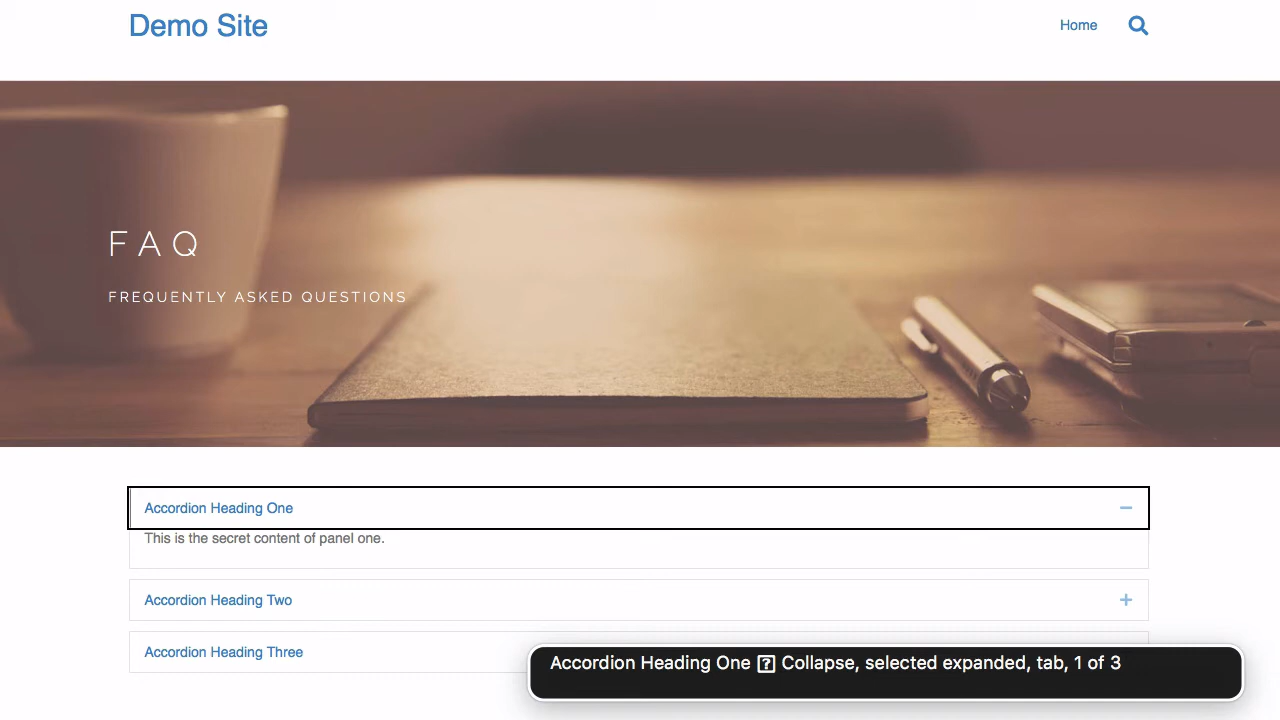 Demo Site
Home
FAQ
FREQUENTLY ASKED QUESTIONS
Accordion Heading One
This is the secret content of panel one.
Accordion Heading Two
Accordion Heading Three
Accordion Heading One ⍰ Collapse, selected expanded, tab, 1 of 3